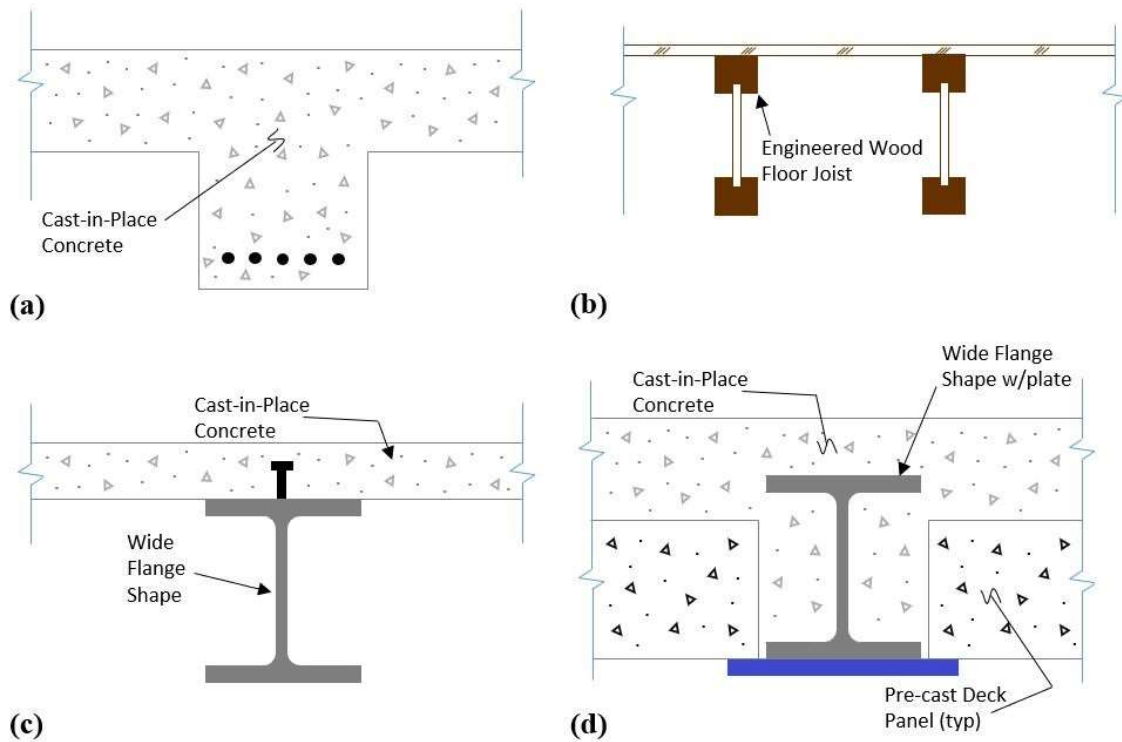 Cast-in-Place
Concrete
(a)
Engineered Wood
Floor Joist
(b)
Cast-in-Place
Concrete
Wide
Flange
Shape
(c)
Wide Flange
Shape w/plate
Cast-in-Place
Concrete
Pre-cast Deck
Panel (typ)
(d)